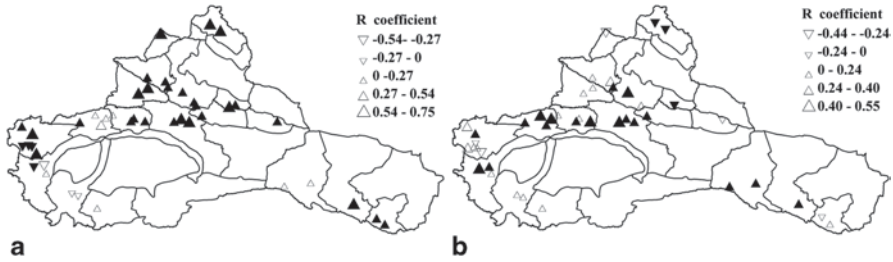 R coefficient
-0.54- -0.27
-0.27 - 0
0 -0.27
0.27 - 0.54
0.54 - 0.75
a
R coefficient
-0.44 - -0.24-
-0.24 - 0
0 - 0.24
0.24 - 0.40
0.40 - 0.55
b